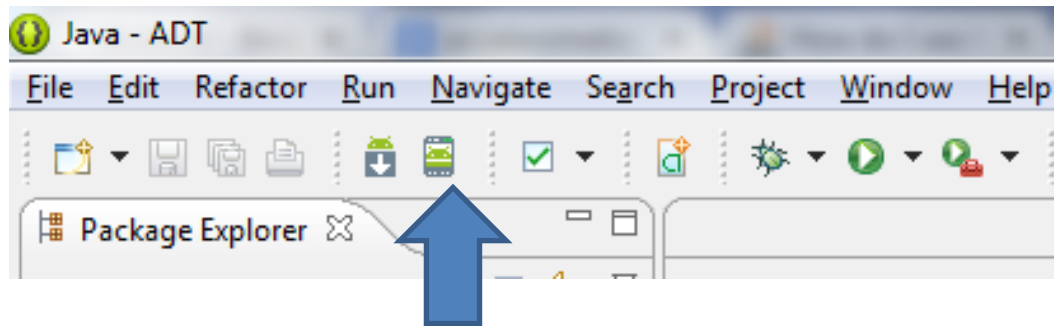 Java - ADT
File Edit Refactor Run Navigate Search Project Window Help
Package Explorer